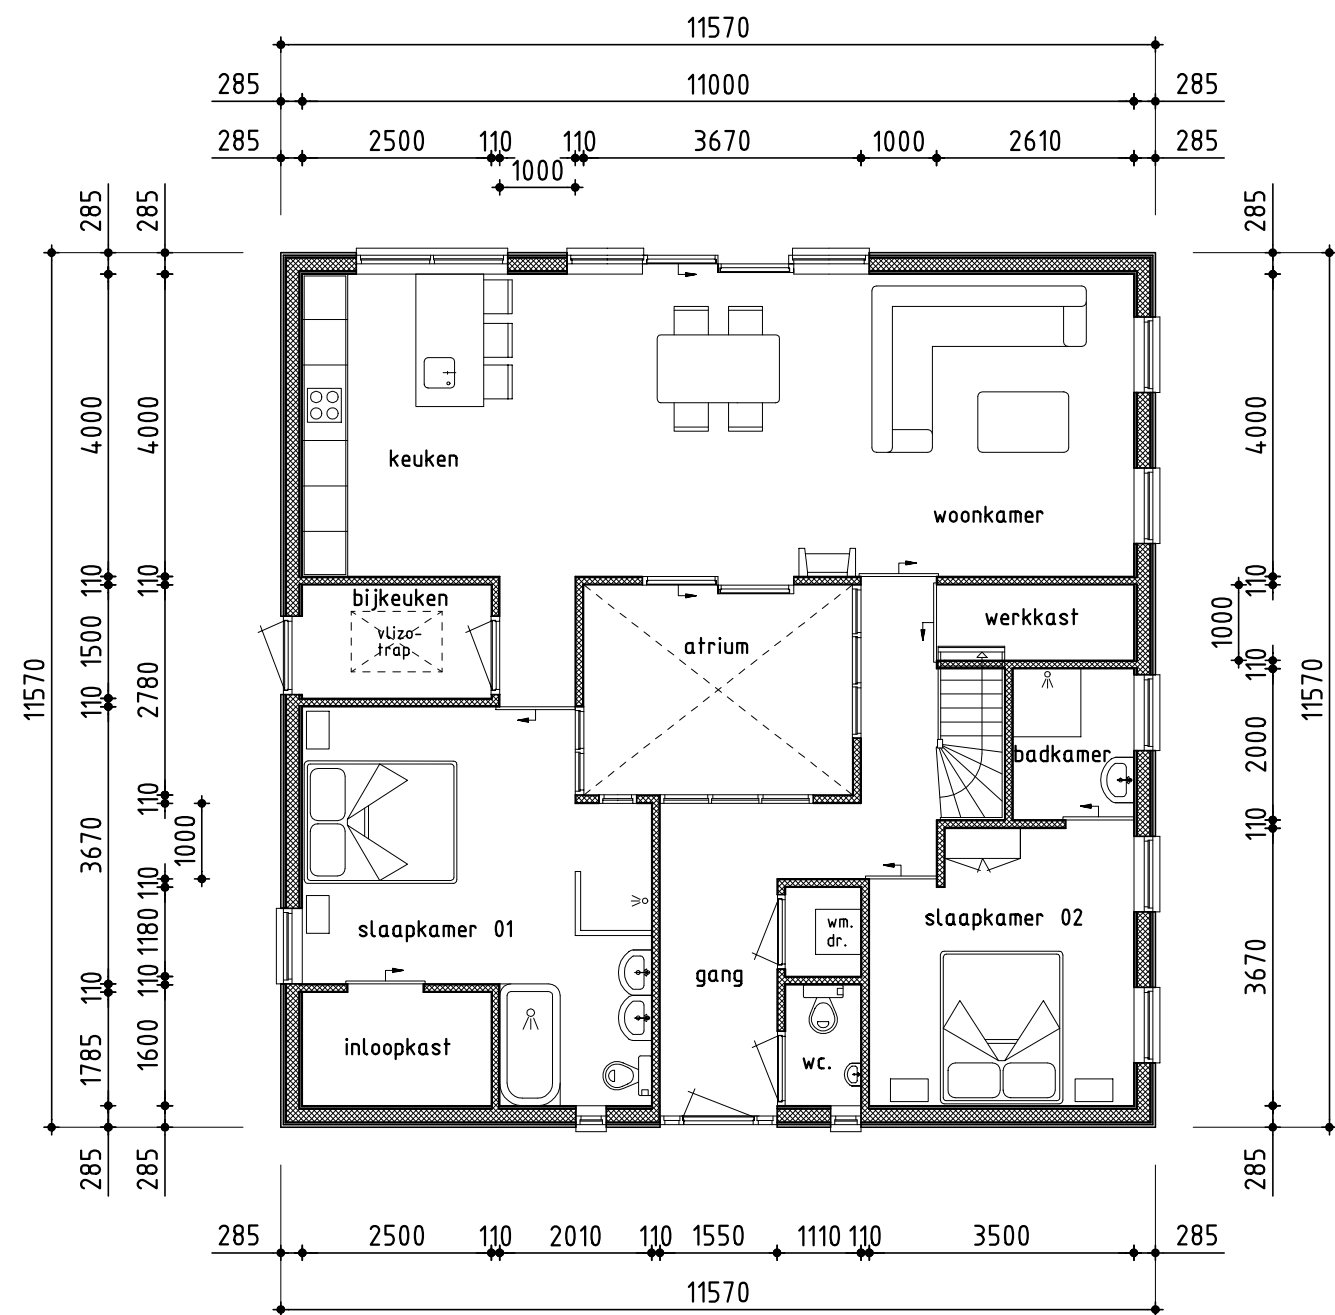 11570
285 11000 285
285 2500 110 110 3670 1000 2610 285
1000
285 285 285
11570
4000 4000
110 110
1500 2780
110
110
3670 1000
110
1180
110 110
1785 1600
285 285
4000
110
1000
110
2000
110
3670
285
11570
keuken
woonkamer
bijkeuken
vlizo-
trap
atrium
werkkast
badkamer
slaapkamer 01
wm.
dr.
slaapkamer 02
gang
inloopkast
wc.
285 2500 110 2010 110 1550 1110 110 3500 285
11570